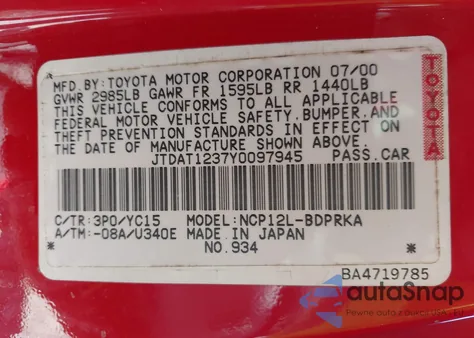 MFD.BY:TOYOTA MOTOR CORPORATION 07/00
GVWR 2985LB GAWR FR 1595LB RR 1440LB
THIS VEHICLE CONFORMS TO ALL APPLICABLE
FEDERAL MOTOR VEHICLE SAFETY.BUMPER.AND
THEFT PREVENTION STANDARDS IN EFFECT ON
THE DATE OF MANUFACTURE SHOWN ABOVE.
JTDAT1237Y0097945 PASS.CAR
TOYOTA
C/TR:3P0/YC15 MODEL:NCP12L-BDPRKA
A/TM:-08A/U340E MADE IN JAPAN
* NO.934 *
BA4719785
autaSnap